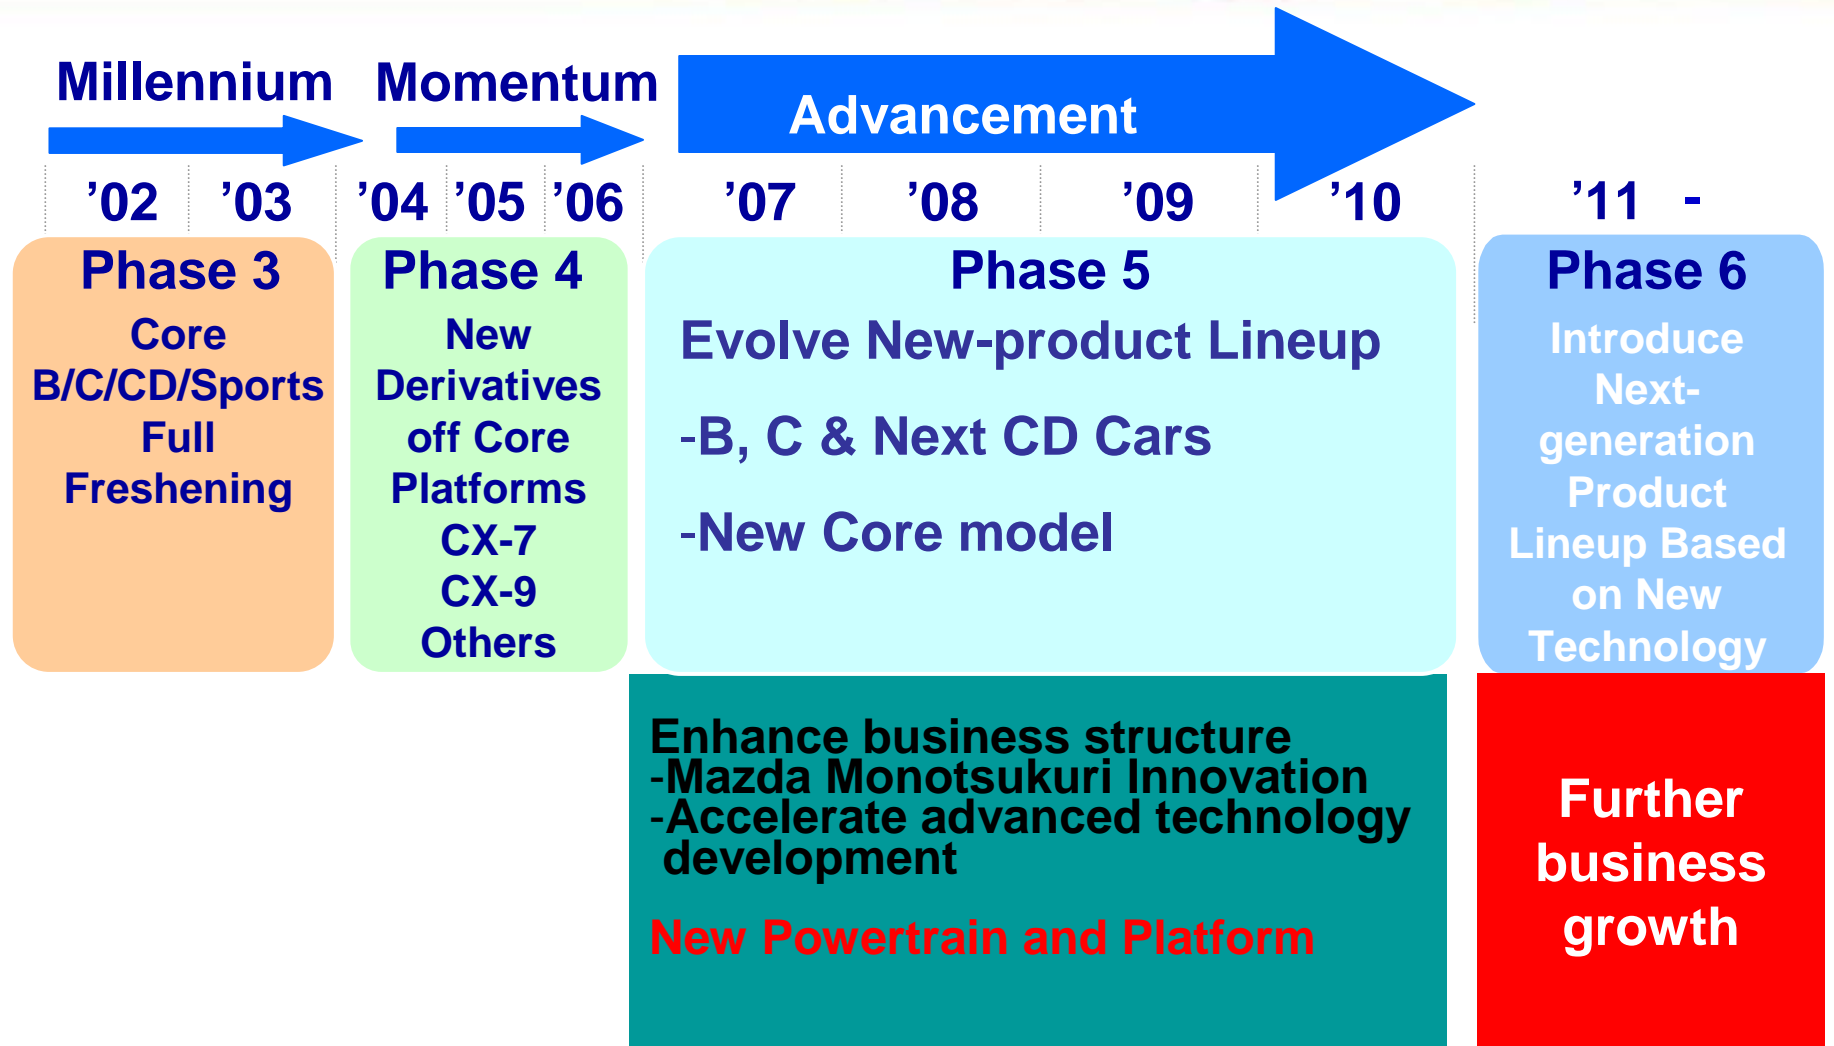 Millennium
Momentum
Advancement
’02 ’03 ’04 ’05 ’06 ’07 ’08 ’09 ’10 ’11 -
Phase 3
Core
B/C/CD/Sports
Full
Freshening
Phase 4
New
Derivatives
off Core
Platforms
CX-7
CX-9
Others
Phase 5
Evolve New-product Lineup
-B, C & Next CD Cars
-New Core model
Phase 6
Introduce
Next-
generation
Product
Lineup Based
on New
Technology
Enhance business structure
-Mazda Monotsukuri Innovation
-Accelerate advanced technology
development
New Powertrain and Platform
Further
business
growth